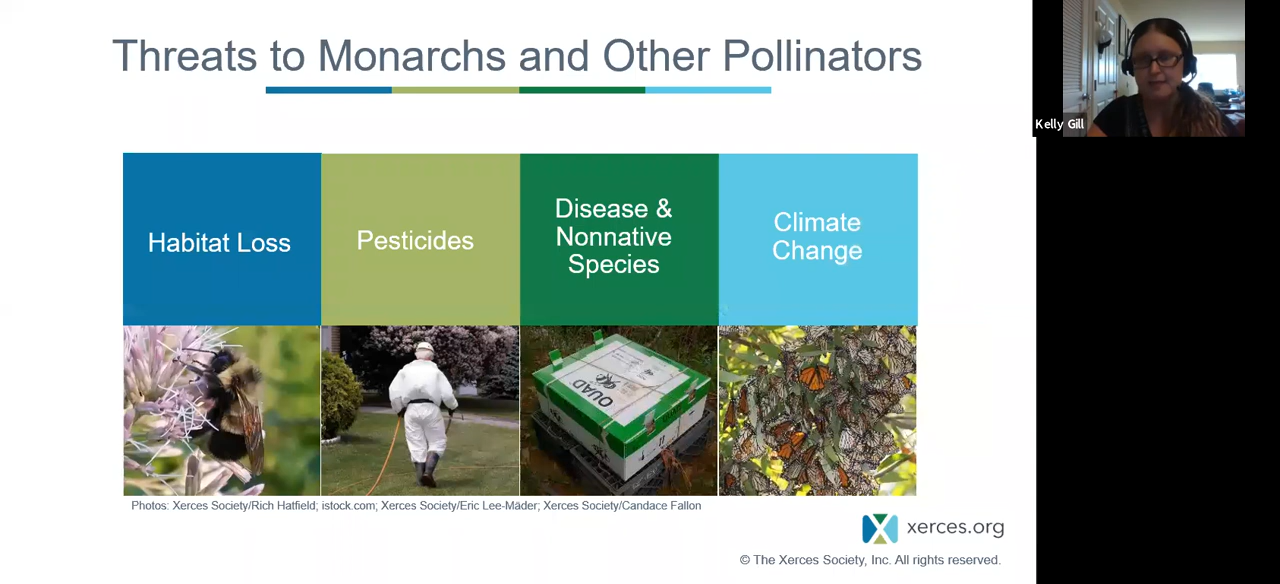 Threats to Monarchs and Other Pollinators
Kelly Gill
Habitat Loss
Pesticides
Disease &
Nonnative
Species
Climate
Change
QUAD
Photos: Xerces Society/Rich Hatfield; istock.com; Xerces Society/Eric Lee-Mäder; Xerces Society/Candace Fallon
xerces.org
© The Xerces Society, Inc. All rights reserved.